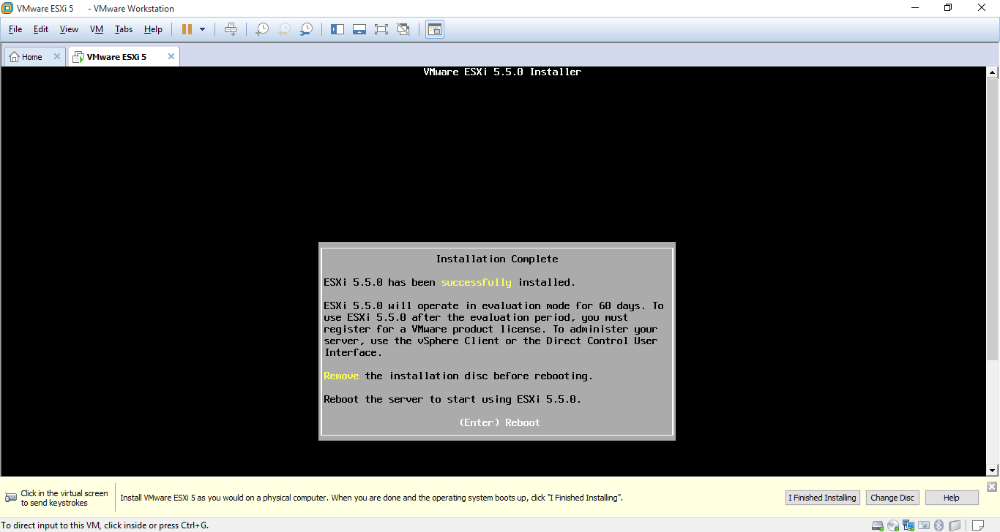 VMware ESXi 5 - VMware Workstation
File Edit View VM Tabs Help
Home VMware ESXi 5
VMware ESXi 5.5.0 Installer
Installation Complete
ESXi 5.5.0 has been successfully installed.
ESXi 5.5.0 will operate in evaluation mode for 60 days. To
use ESXi 5.5.0 after the evaluation period, you must
register for a VMware product license. To administer your
server, use the vSphere Client or the Direct Control User
Interface.
Remove the installation disc before rebooting.
Reboot the server to start using ESXi 5.5.0.
(Enter) Reboot
Click in the virtual screen
to send keystrokes
Install VMware ESXi 5 as you would on a physical computer. When you are done and the operating system boots up, click "I Finished Installing".
I Finished Installing Change Disc Help
To direct input to this VM, click inside or press Ctrl+G.